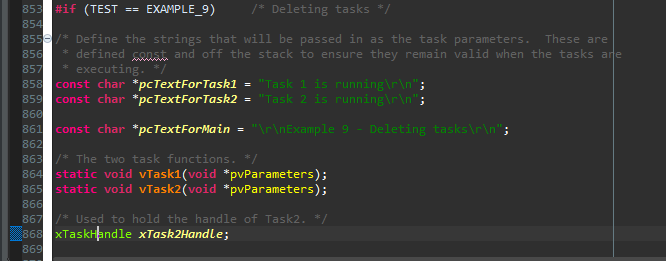 853 #if (TEST == EXAMPLE_9)     /* Deleting tasks */
854
855 /* Define the strings that will be passed in as the task parameters.  These are
856  * defined const and off the stack to ensure they remain valid when the tasks are
857  * executing. */
858 const char *pcTextForTask1 = "Task 1 is running\r\n";
859 const char *pcTextForTask2 = "Task 2 is running\r\n";
860
861 const char *pcTextForMain = "\r\nExample 9 - Deleting tasks\r\n";
862
863 /* The two task functions. */
864 static void vTask1(void *pvParameters);
865 static void vTask2(void *pvParameters);
866
867 /* Used to hold the handle of Task2. */
868 xTaskHandle xTask2Handle;
869